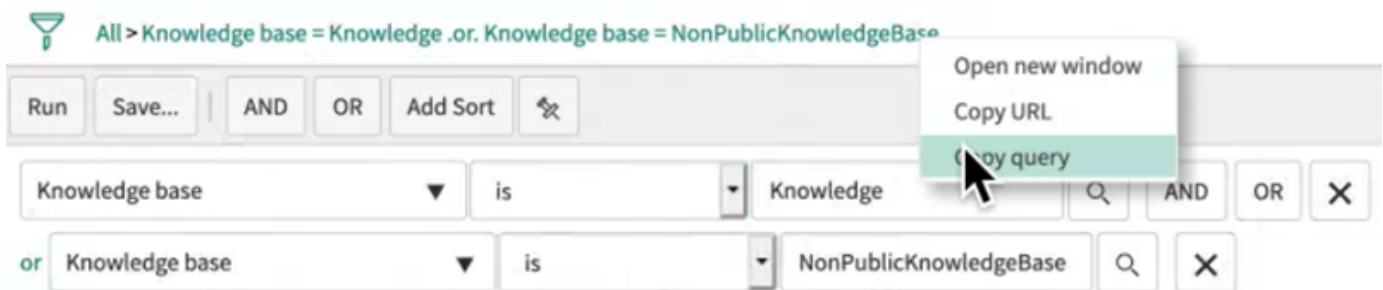 All > Knowledge base = Knowledge .or. Knowledge base = NonPublicKnowledgeBase
Open new window
Run Save... AND OR Add Sort
Copy URL
Copy query
Knowledge base is Knowledge AND OR
or Knowledge base is NonPublicKnowledgeBase